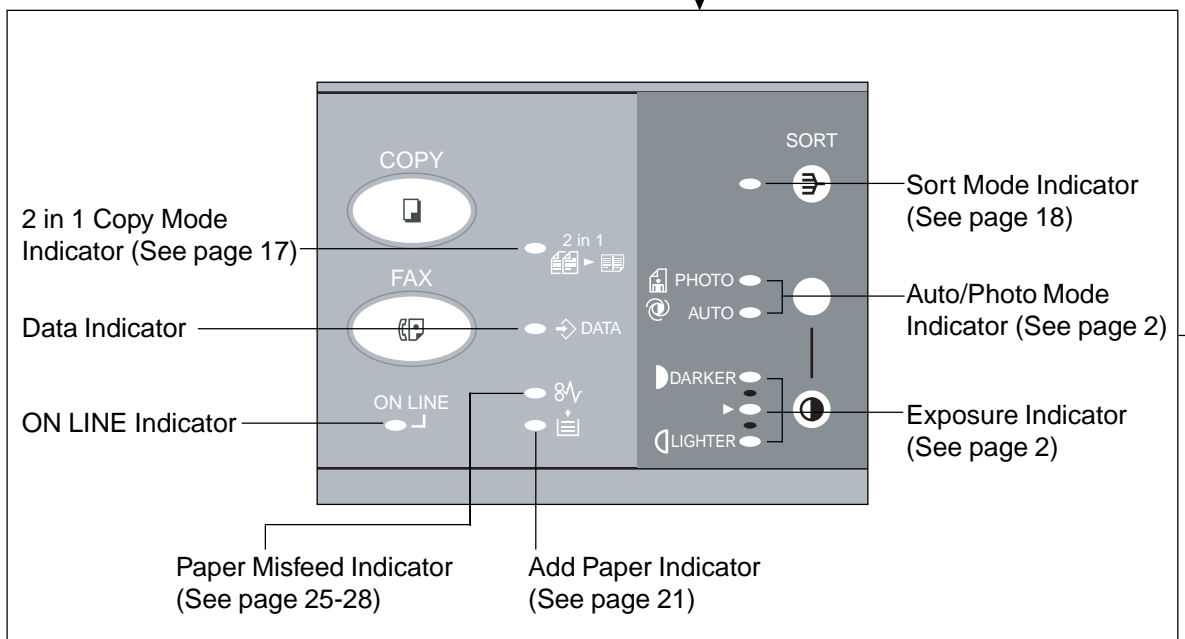 SORT
COPY
Sort Mode Indicator
(See page 18)
2 in 1 Copy Mode
Indicator (See page 17)
2 in 1
FAX
PHOTO
AUTO
Auto/Photo Mode
Indicator (See page 2)
Data Indicator
DATA
DARKER
ON LINE Indicator
ON LINE
LIGHTER
Exposure Indicator
(See page 2)
Paper Misfeed Indicator
(See page 25-28)
Add Paper Indicator
(See page 21)